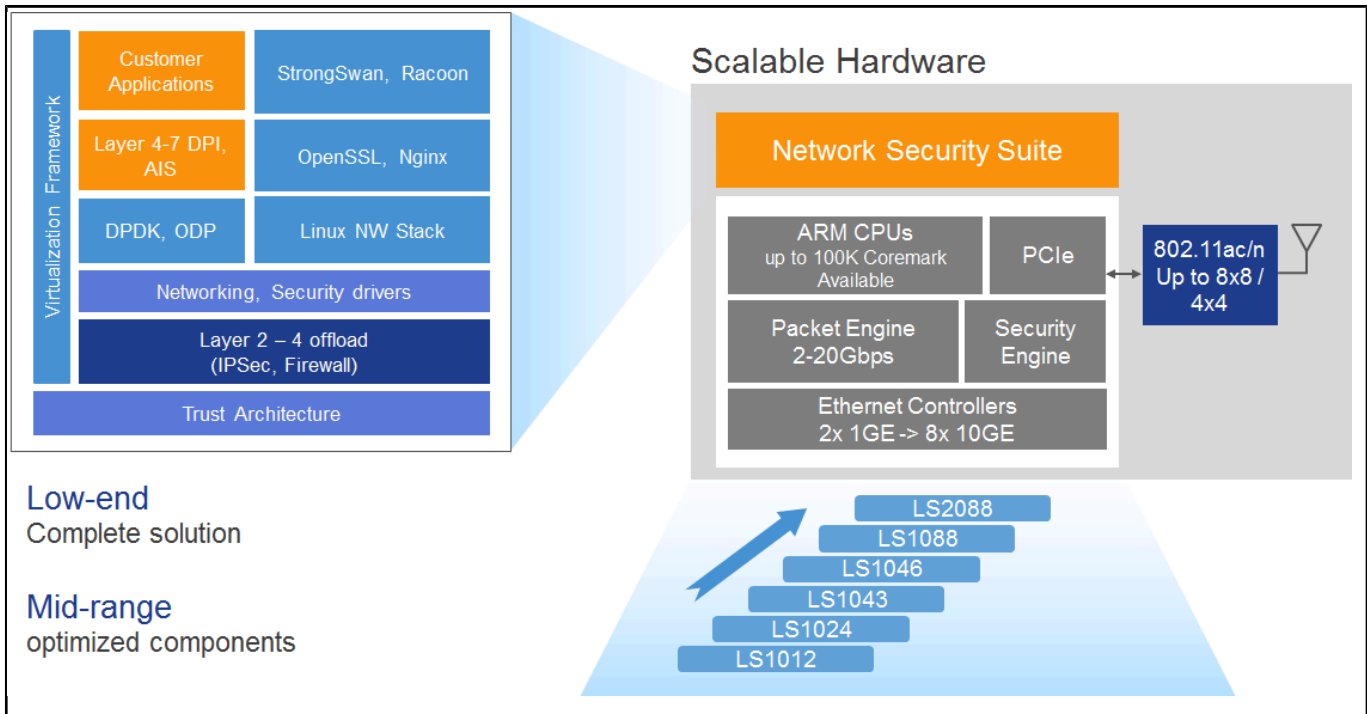 Virtualization Framework
Customer
Applications
StrongSwan, Racoon
Layer 4-7 DPI,
AIS
OpenSSL, Nginx
DPDK, ODP
Linux NW Stack
Networking, Security drivers
Layer 2 – 4 offload
(IPSec, Firewall)
Trust Architecture
Low-end
Complete solution
Mid-range
optimized components
Scalable Hardware
Network Security Suite
ARM CPUs
up to 100K Coremark
Available
PCIe
802.11ac/n
Up to 8x8 /
4x4
Packet Engine
2-20Gbps
Security
Engine
Ethernet Controllers
2x 1GE -> 8x 10GE
LS2088
LS1088
LS1046
LS1043
LS1024
LS1012